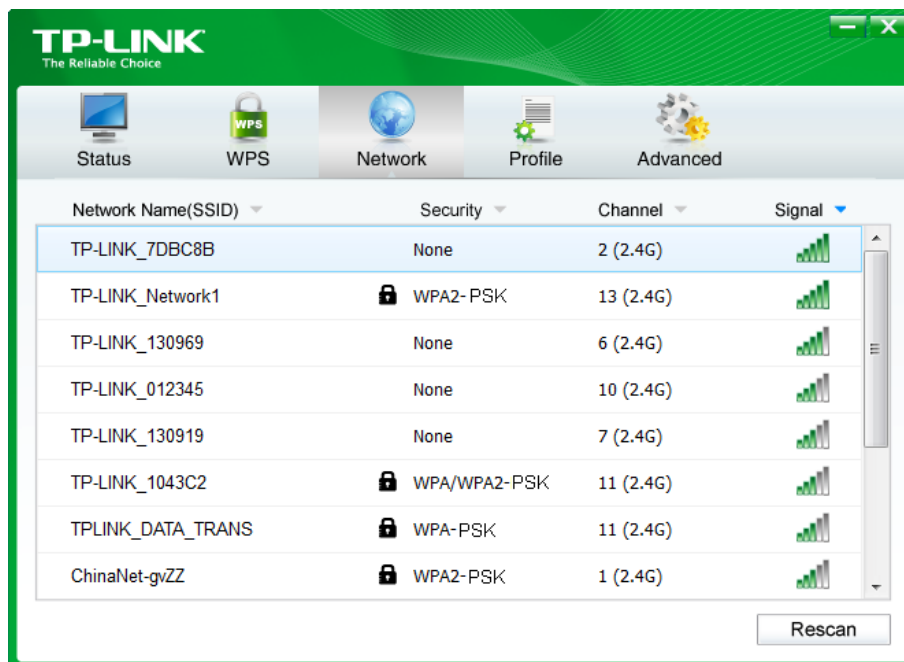 TP-LINK
The Reliable Choice
WPS
Status WPS Network Profile Advanced
Network Name(SSID) Security Channel Signal
TP-LINK_7DBC8B None 2 (2.4G)
TP-LINK_Network1 WPA2-PSK 13 (2.4G)
TP-LINK_130969 None 6 (2.4G)
TP-LINK_012345 None 10 (2.4G)
TP-LINK_130919 None 7 (2.4G)
TP-LINK_1043C2 WPA/WPA2-PSK 11 (2.4G)
TPLINK_DATA_TRANS WPA-PSK 11 (2.4G)
ChinaNet-gvZZ WPA2-PSK 1 (2.4G)
Rescan